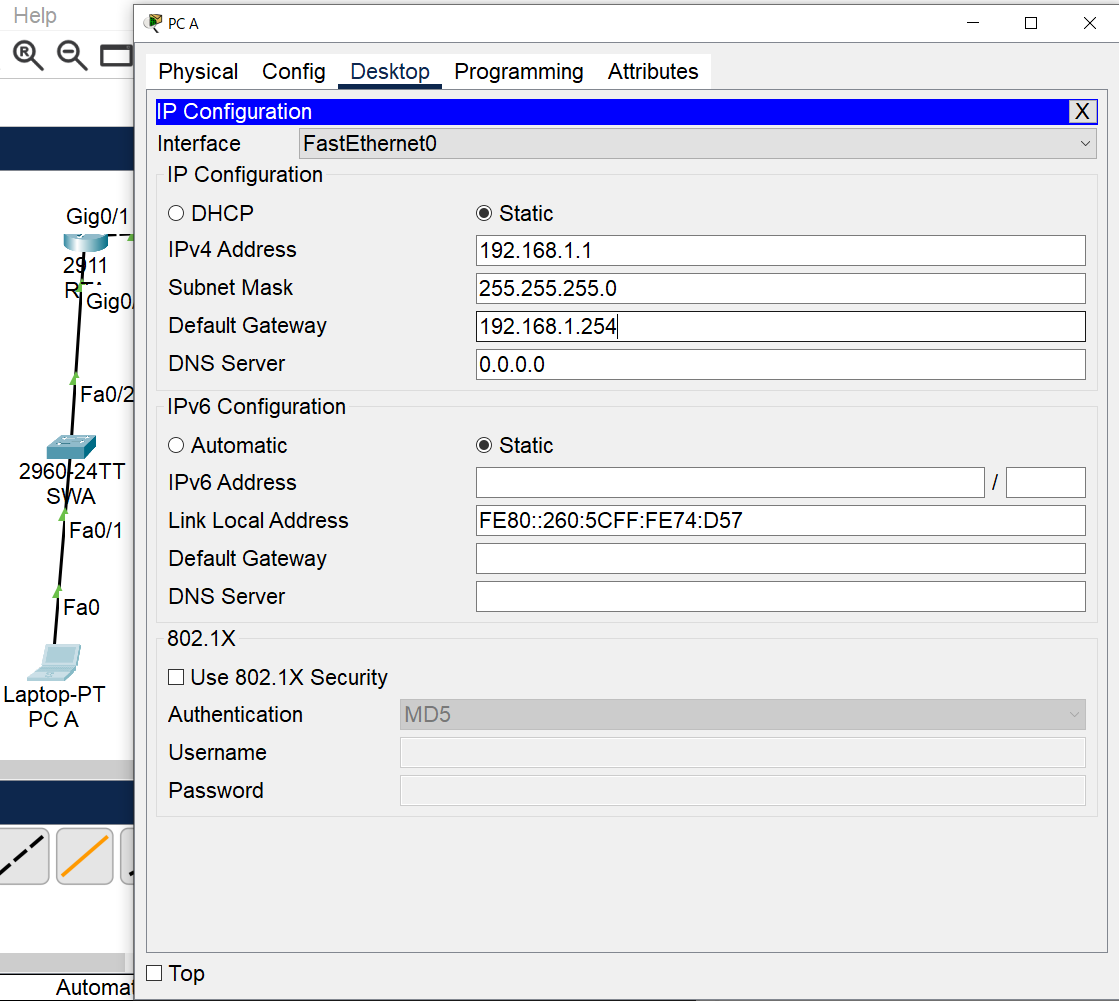 Help
PC A
Physical Config Desktop Programming Attributes
IP Configuration X
Interface FastEthernet0
IP Configuration
DHCP Static
IPv4 Address 192.168.1.1
Subnet Mask 255.255.255.0
Default Gateway 192.168.1.254
DNS Server 0.0.0.0
IPv6 Configuration
Automatic Static
IPv6 Address /
Link Local Address FE80::260:5CFF:FE74:D57
Default Gateway
DNS Server
802.1X
Use 802.1X Security
Authentication MD5
Username
Password
Top
R
Gig0/1
2911
Gig0/
Fa0/2
2960-24TT
SWA
Fa0/1
Fa0
Laptop-PT
PC A
Automat